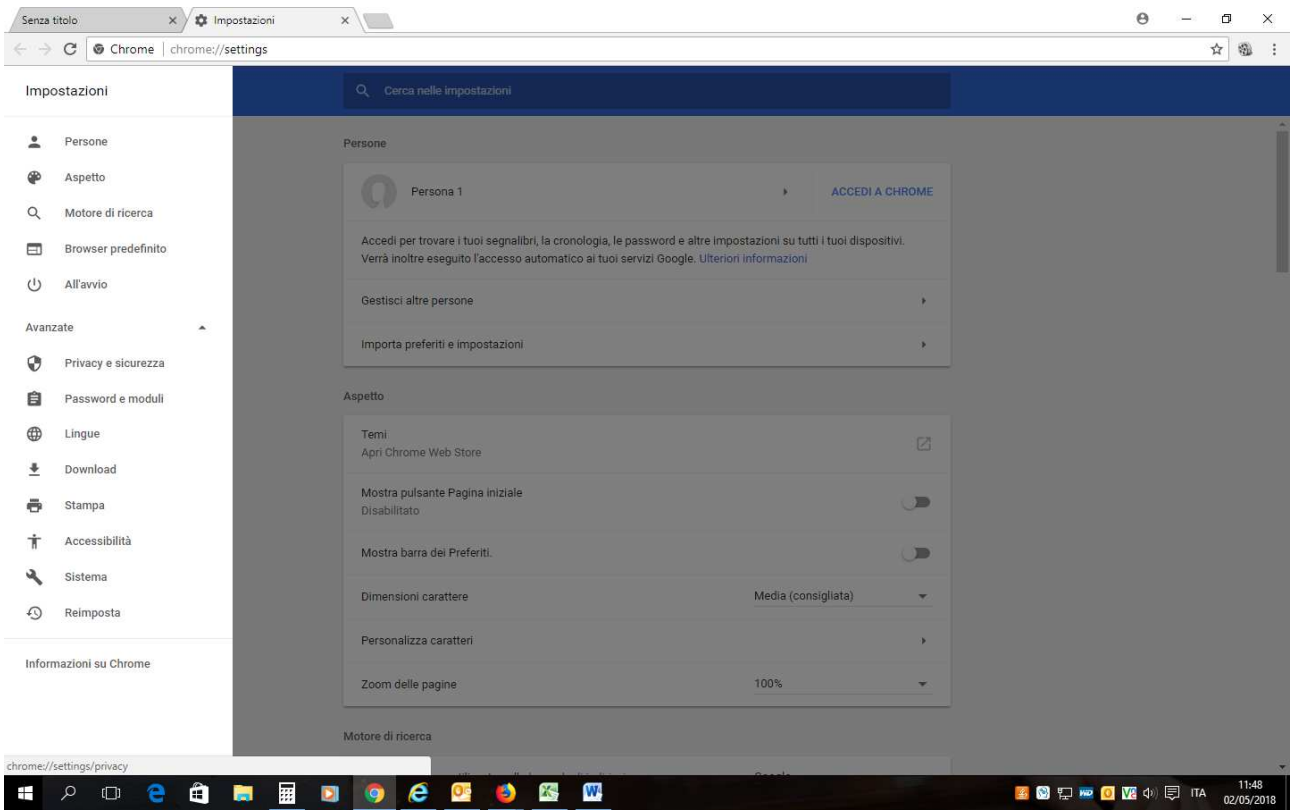 Senza titolo
Impostazioni
Chrome
chrome://settings
Impostazioni
Persone
Aspetto
Motore di ricerca
Browser predefinito
All'avvio
Avanzate
Privacy e sicurezza
Password e moduli
Lingue
Download
Stampa
Accessibilità
Sistema
Reimposta
Informazioni su Chrome
chrome://settings/privacy
Cerca nelle impostazioni
Persone
Persona 1
ACCEDI A CHROME
Accedi per trovare i tuoi segnalibri, la cronologia, le password e altre impostazioni su tutti i tuoi dispositivi.
Verrà inoltre eseguito l'accesso automatico ai tuoi servizi Google. Ulteriori informazioni
Gestisci altre persone
Importa preferiti e impostazioni
Aspetto
Temi
Apri Chrome Web Store
Mostra pulsante Pagina iniziale
Disabilitato
Mostra barra dei Preferiti.
Dimensioni carattere
Media (consigliata)
Personalizza caratteri
Zoom delle pagine
100%
Motore di ricerca
ITA
11:48
02/05/2018